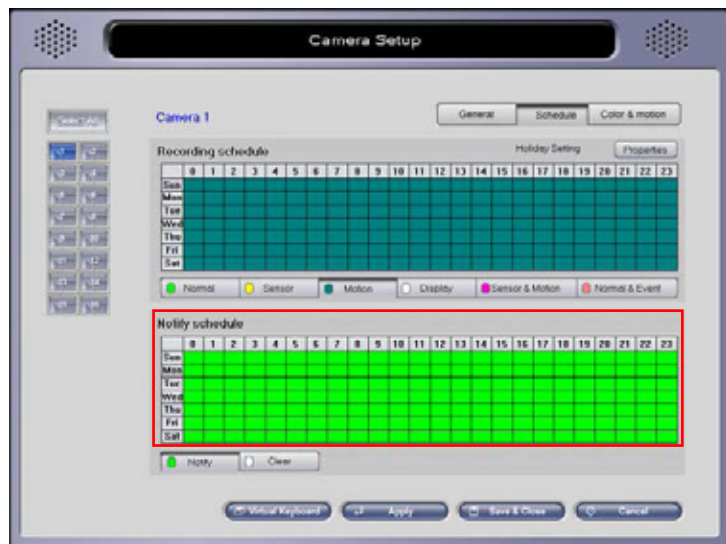 Camera Setup
Select All
Camera 1
General Schedule Color & motion
Recording schedule Holiday Setting Properties
0 1 2 3 4 5 6 7 8 9 10 11 12 13 14 15 16 17 18 19 20 21 22 23
Sun
Mon
Tue
Wed
Thu
Fri
Sat
Normal Sensor Motion Display Sensor & Motion Normal & Event
Notify schedule
0 1 2 3 4 5 6 7 8 9 10 11 12 13 14 15 16 17 18 19 20 21 22 23
Sun
Mon
Tue
Wed
Thu
Fri
Sat
Notify Clear
Virtual Keyboard Apply Save & Close Cancel